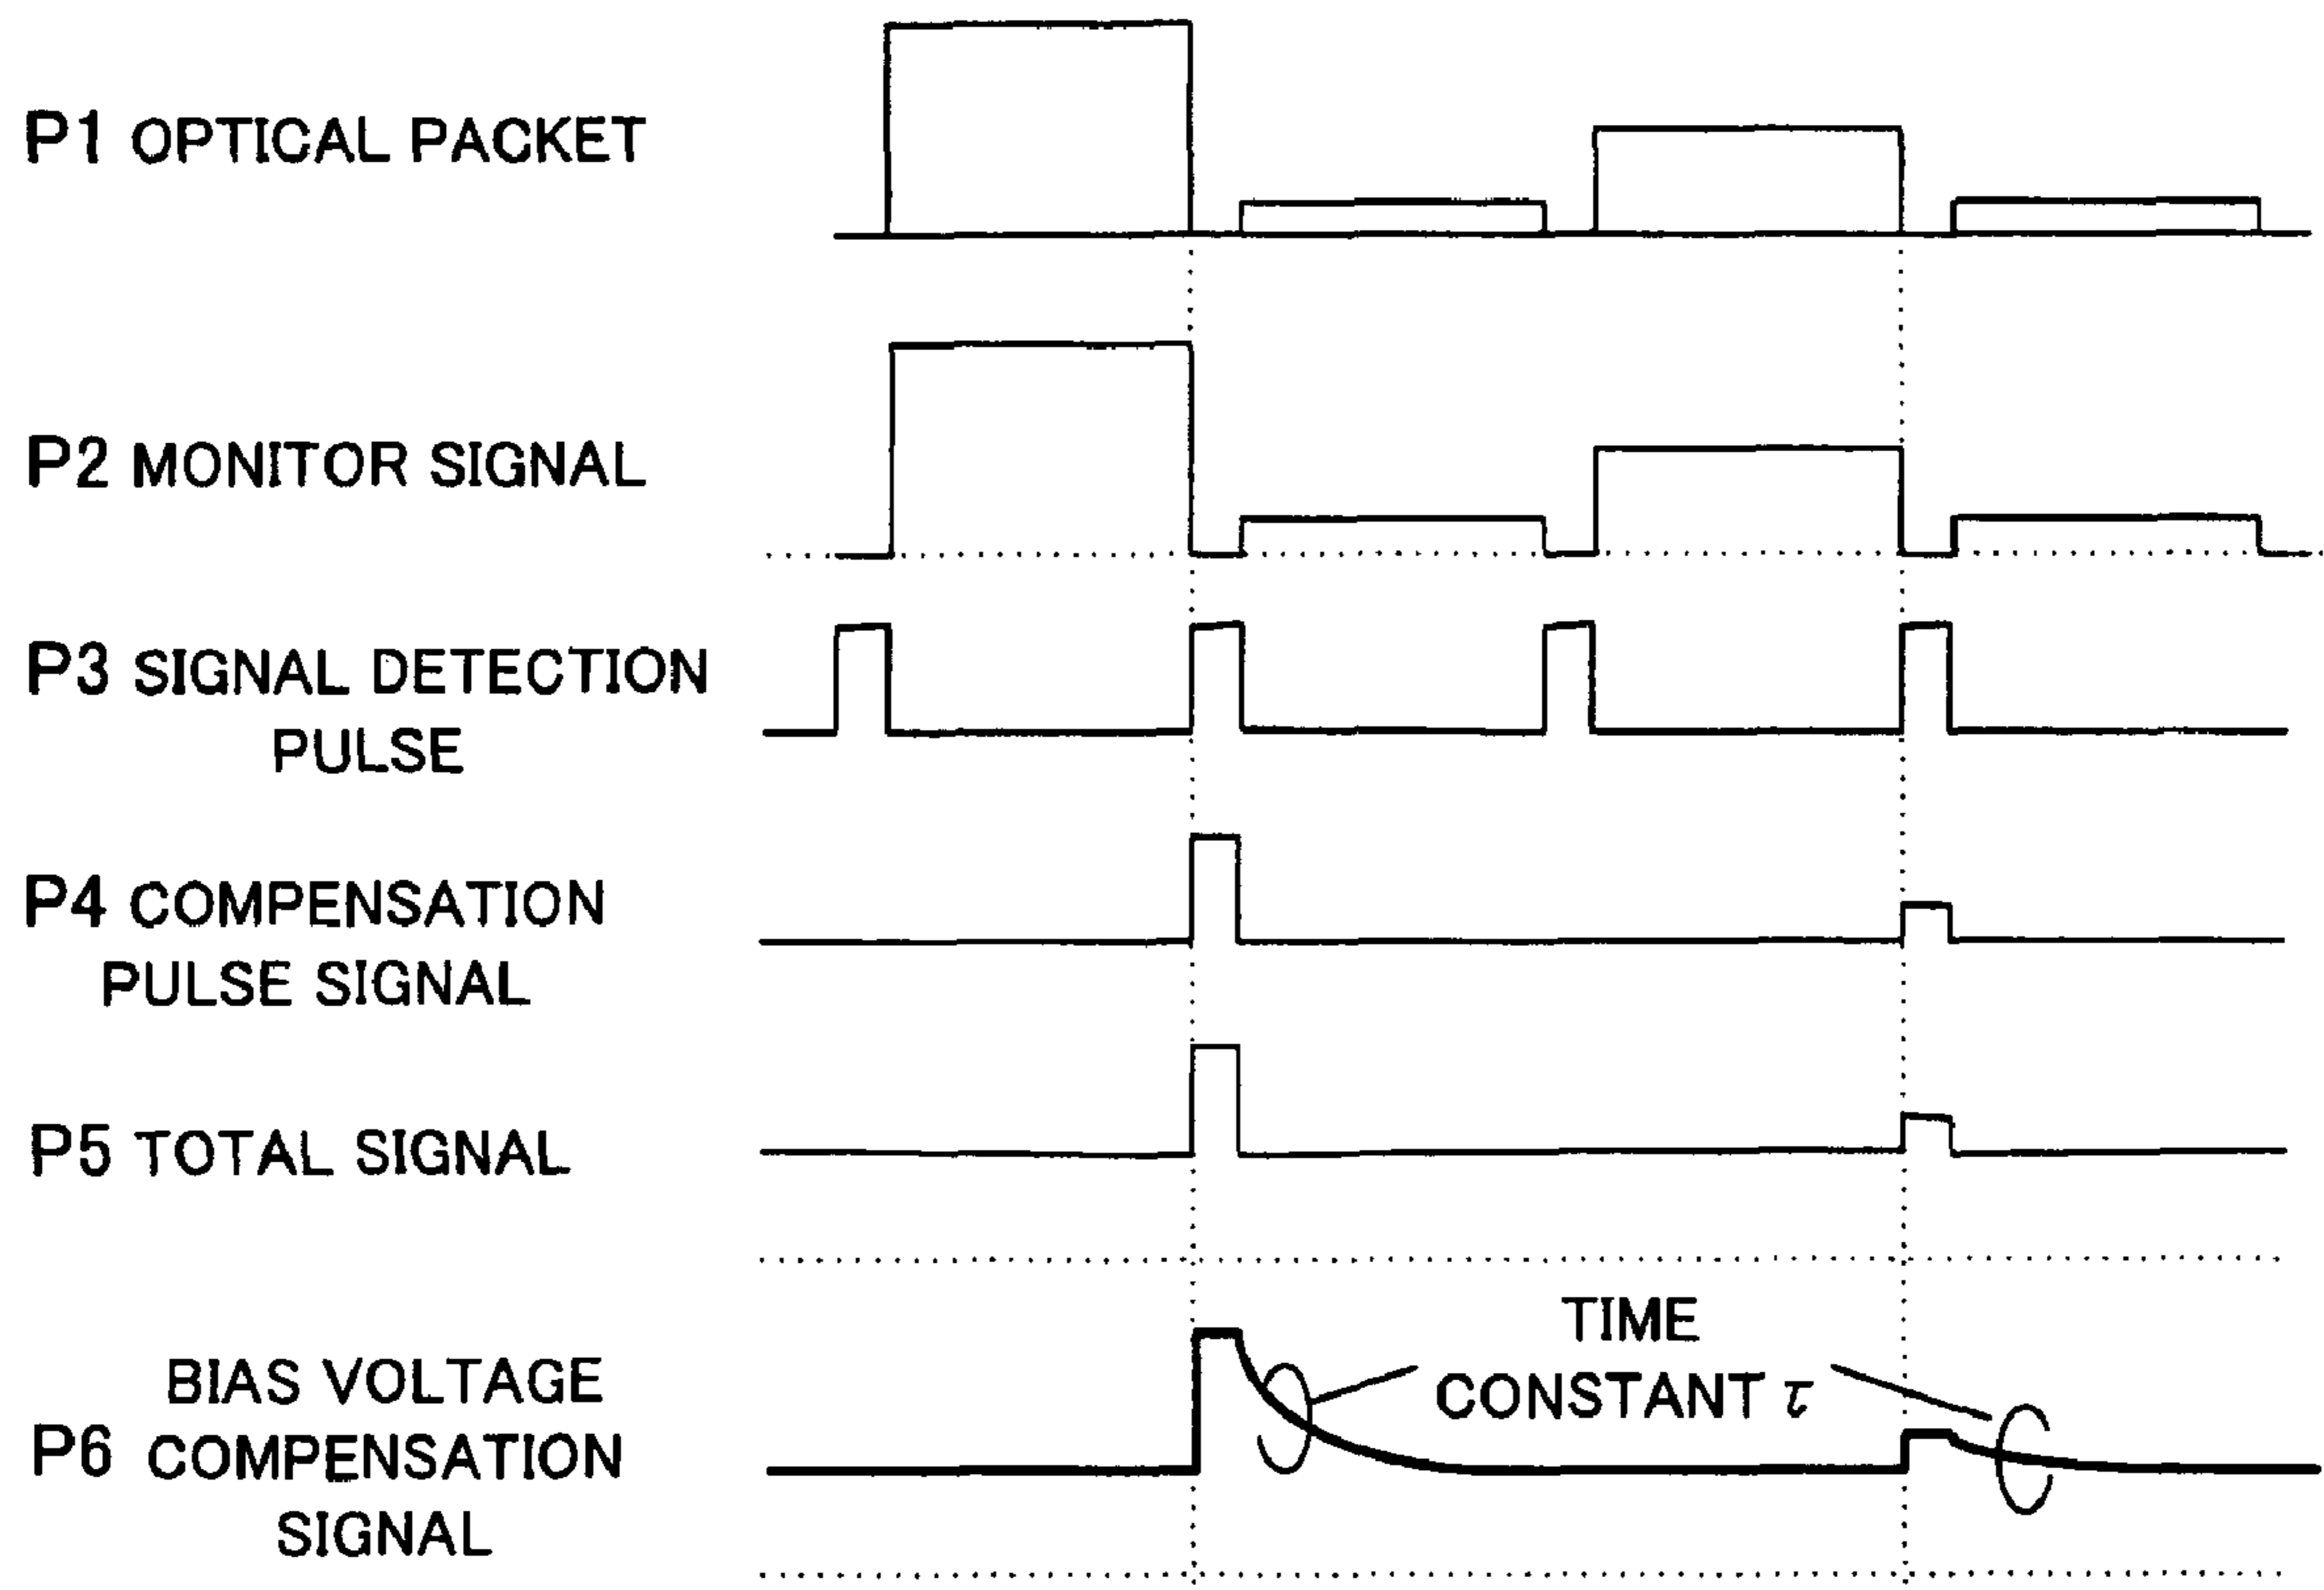 P1 OPTICAL PACKET
P2 MONITOR SIGNAL
P3 SIGNAL DETECTION
PULSE
P4 COMPENSATION
PULSE SIGNAL
P5 TOTAL SIGNAL
BIAS VOLTAGE
P6 COMPENSATION
SIGNAL
TIME
CONSTANT τ